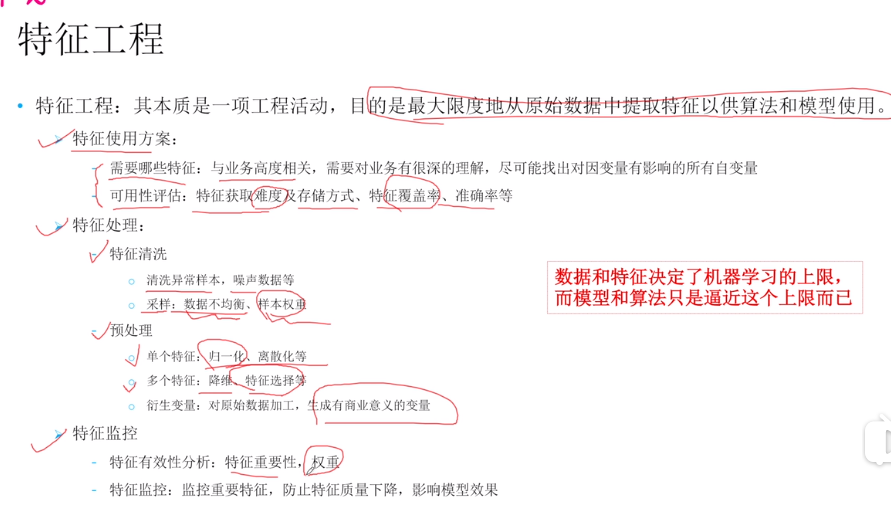 特征工程
• 特征工程：其本质是一项工程活动，目的是最大限度地从原始数据中提取特征以供算法和模型使用。
特征使用方案：
- 需要哪些特征：与业务高度相关，需要对业务有很深的理解，尽可能找出对因变量有影响的所有自变量
- 可用性评估：特征获取难度及存储方式、特征覆盖率、准确率等
特征处理：
- 特征清洗
○ 清洗异常样本，噪声数据等
○ 采样：数据不均衡、样本权重
- 预处理
○ 单个特征：归一化、离散化等
○ 多个特征：降维、特征选择等
○ 衍生变量：对原始数据加工，生成有商业意义的变量
特征监控
- 特征有效性分析：特征重要性，权重
- 特征监控：监控重要特征，防止特征质量下降，影响模型效果
数据和特征决定了机器学习的上限，
而模型和算法只是逼近这个上限而已